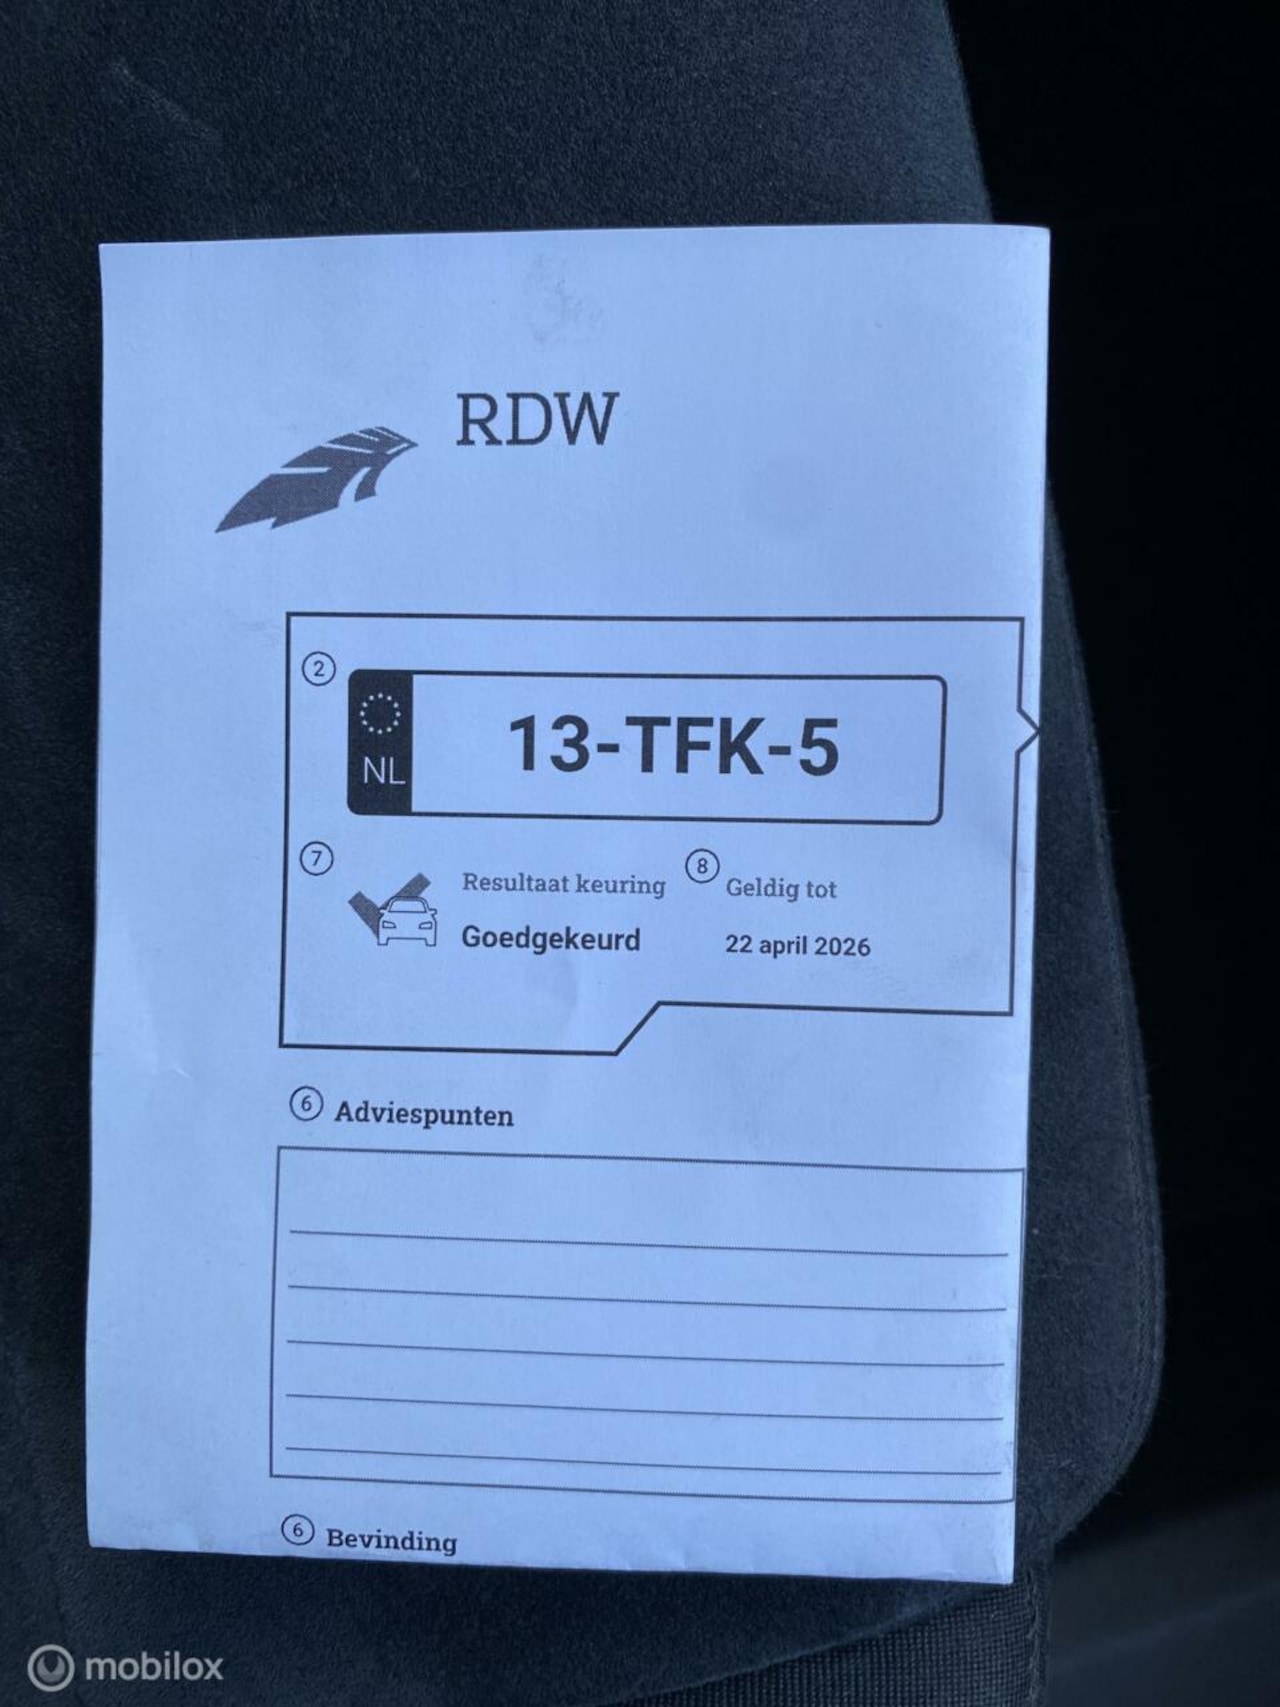 RDW
2
NL
13-TFK-5
7
Resultaat keuring
8
Geldig tot
Goedgekeurd
22 april 2026
6 Adviespunten
6 Bevinding
mobilox